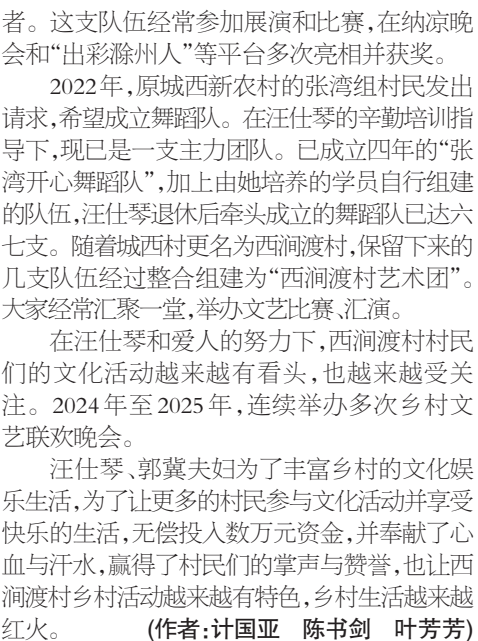 者。这支队伍经常参加展演和比赛，在纳凉晚
会和“出彩滁州人”等平台多次亮相并获奖。
2022年，原城西新农村的张湾组村民发出
请求，希望成立舞蹈队。在汪仕琴的辛勤培训指
导下，现已是一支主力团队。已成立四年的“张
湾开心舞蹈队”，加上由她培养的学员自行组建
的队伍，汪仕琴退休后牵头成立的舞蹈队已达六
七支。随着城西村更名为西涧渡村，保留下来的
几支队伍经过整合组建为“西涧渡村艺术团”。
大家经常汇聚一堂，举办文艺比赛、汇演。
在汪仕琴和爱人的努力下，西涧渡村村民
们的文化活动越来越有看头，也越来越受关
注。2024年至2025年，连续举办多次乡村文
艺联欢晚会。
汪仕琴、郭冀夫妇为了丰富乡村的文化娱
乐生活，为了让更多的村民参与文化活动并享受
快乐的生活，无偿投入数万元资金，并奉献了心
血与汗水，赢得了村民们的掌声与赞誉，也让西
涧渡村乡村活动越来越有特色，乡村生活越来越
红火。 (作者：计国亚 陈书剑 叶芳芳)